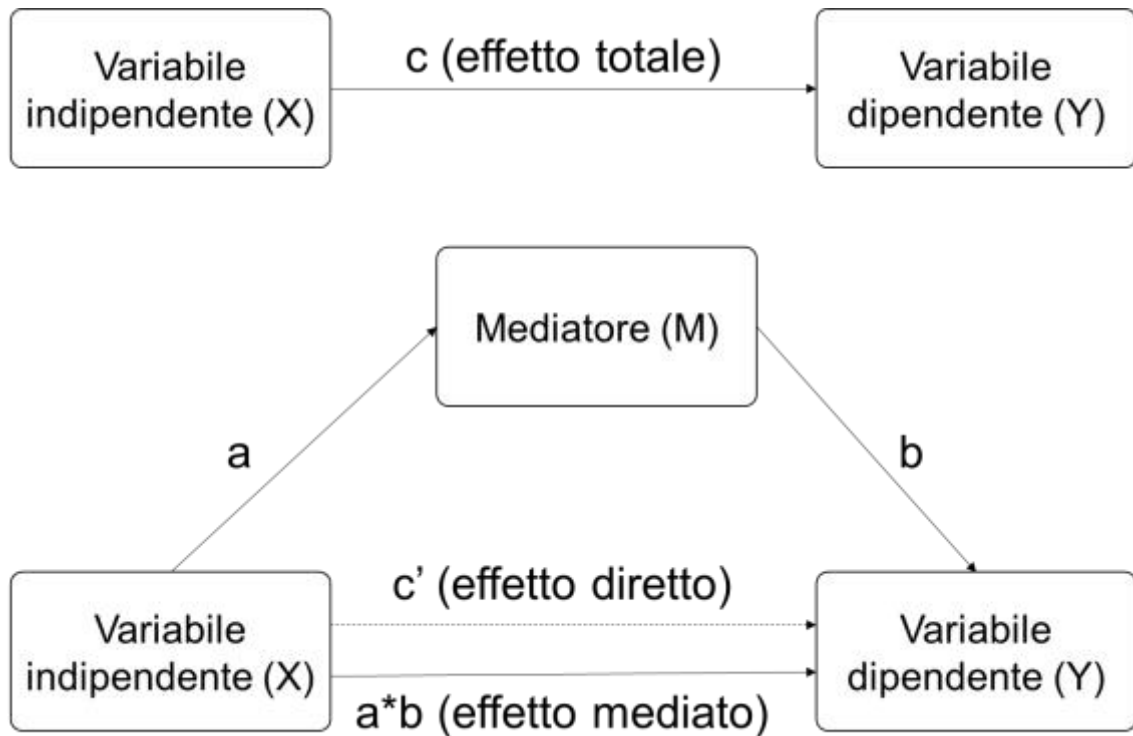 Variabile
indipendente (X)
c (effetto totale)
Variabile
dipendente (Y)
Mediatore (M)
a
b
Variabile
indipendente (X)
c’ (effetto diretto)
a*b (effetto mediato)
Variabile
dipendente (Y)